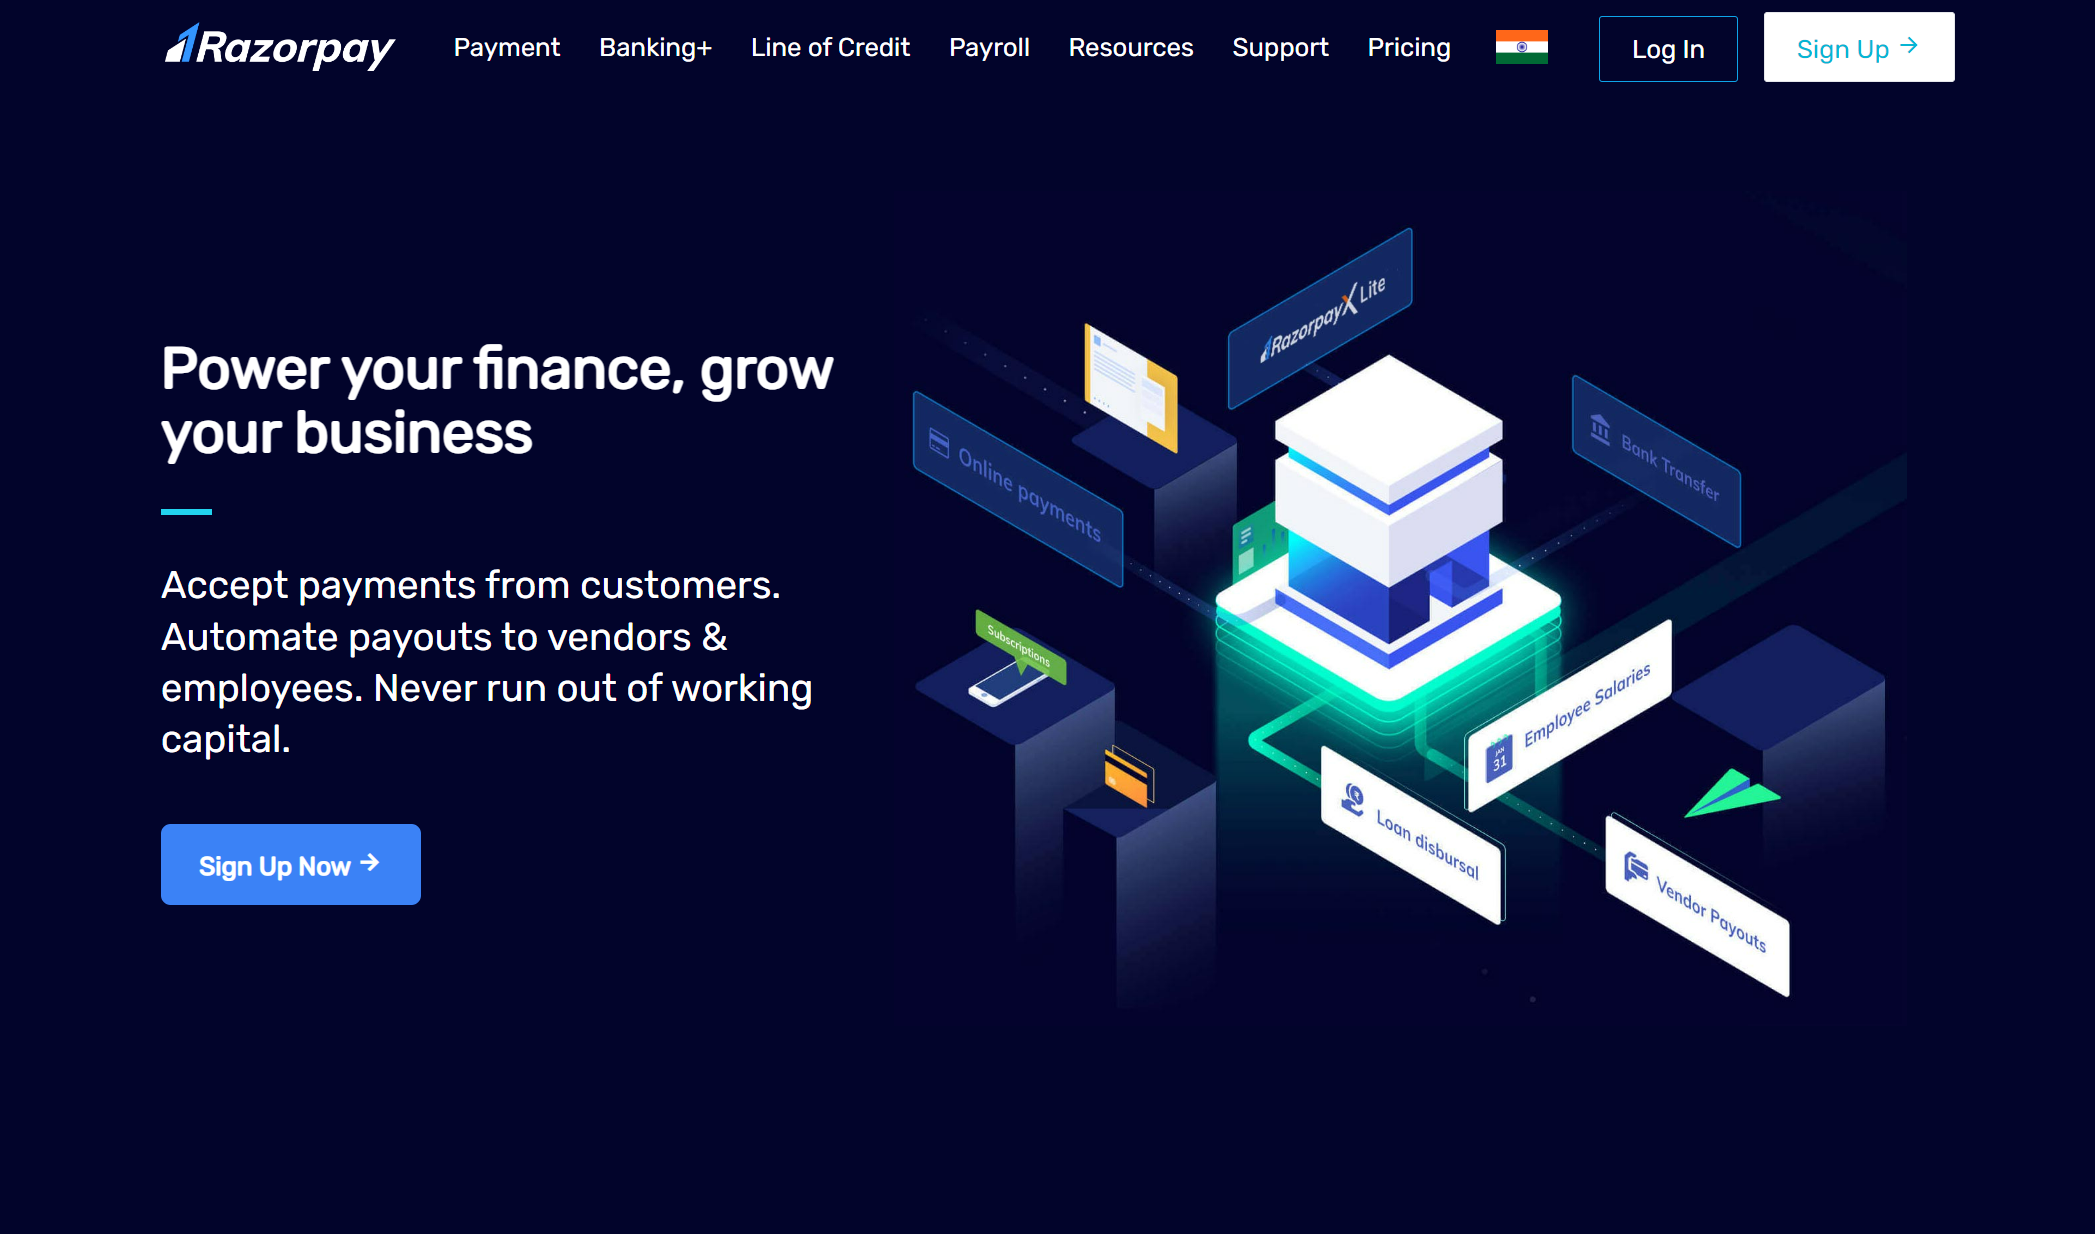 Razorpay
Payment Banking+ Line of Credit Payroll Resources Support Pricing
Log In
Sign Up →
Power your finance, grow
your business
Accept payments from customers.
Automate payouts to vendors &
employees. Never run out of working
capital.
Sign Up Now →
RazorpayX Lite
Online payments
Bank Transfer
Subscriptions
JAN
31
Employee Salaries
Loan disbursal
Vendor Payouts